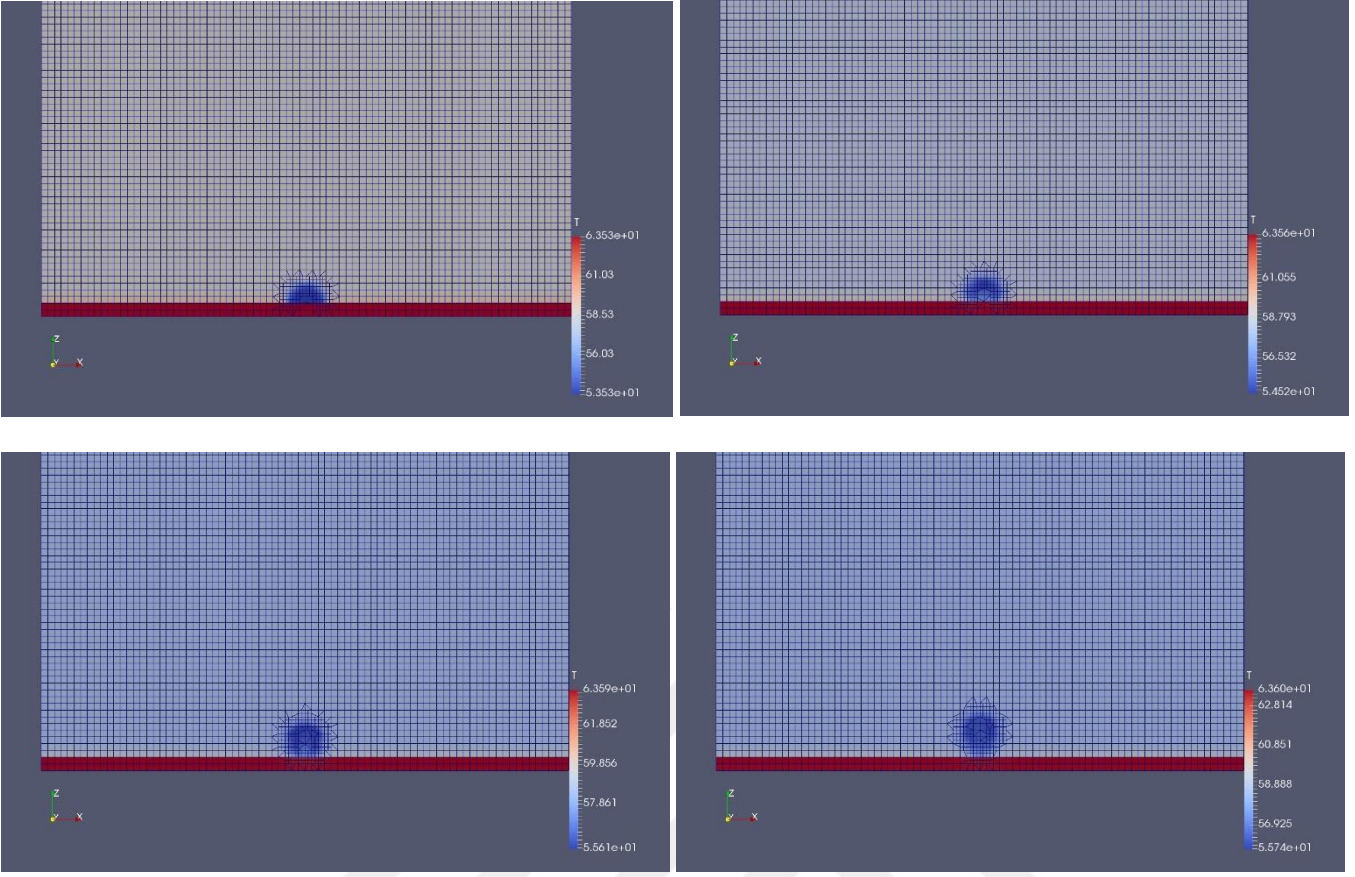 T
6.353e+01
61.03
58.53
56.03
5.353e+01
Z
Y X
T
6.356e+01
61.055
58.793
56.532
5.452e+01
Z
Y X
T
6.359e+01
61.852
59.856
57.861
5.561e+01
Z
Y X
T
6.360e+01
62.814
60.851
58.888
56.925
5.574e+01
Z
Y X